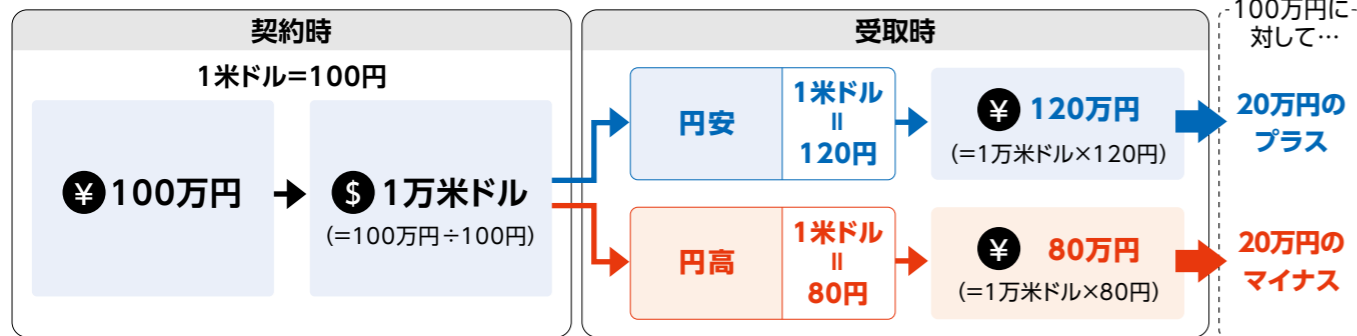 契約時
1米ドル=100円
¥ 100万円
$ 1万米ドル
(=100万円÷100円)
受取時
円安
1米ドル
=
120円
¥ 120万円
(=1万米ドル×120円)
円高
1米ドル
=
80円
¥ 80万円
(=1万米ドル×80円)
100万円に
対して…
20万円の
プラス
20万円の
マイナス